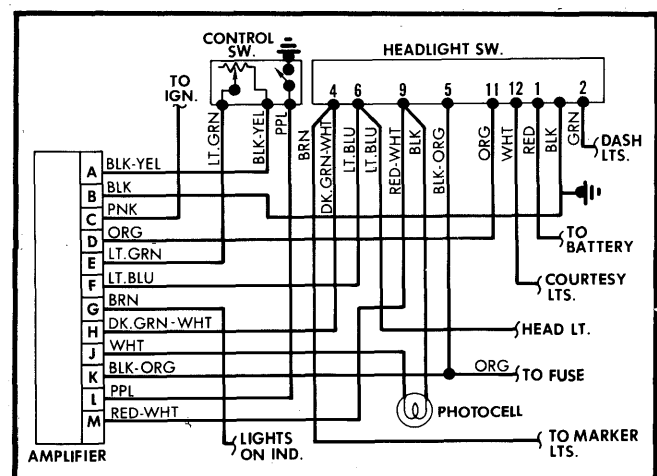 CONTROL
SW.
HEADLIGHT SW.
TO
IGN.
4 6 9 5 11 12 1 2
LT.GRN
BLK-YEL
PPL
BRN
DK.GRN-WHT
LT.BLU
LT.BLU
RED-WHT
BLK
BLK-ORG
ORG
WHT
RED
BLK
GRN
DASH
LTS.
A BLK-YEL
B BLK
C PNK
D ORG
E LT.GRN
F LT.BLU
G BRN
H DK.GRN-WHT
J WHT
K BLK-ORG
L PPL
M RED-WHT
AMPLIFIER
TO
BATTERY
COURTESY
LTS.
HEAD LT.
ORG
TO FUSE
PHOTOCELL
LIGHTS
ON IND.
TO MARKER
LTS.